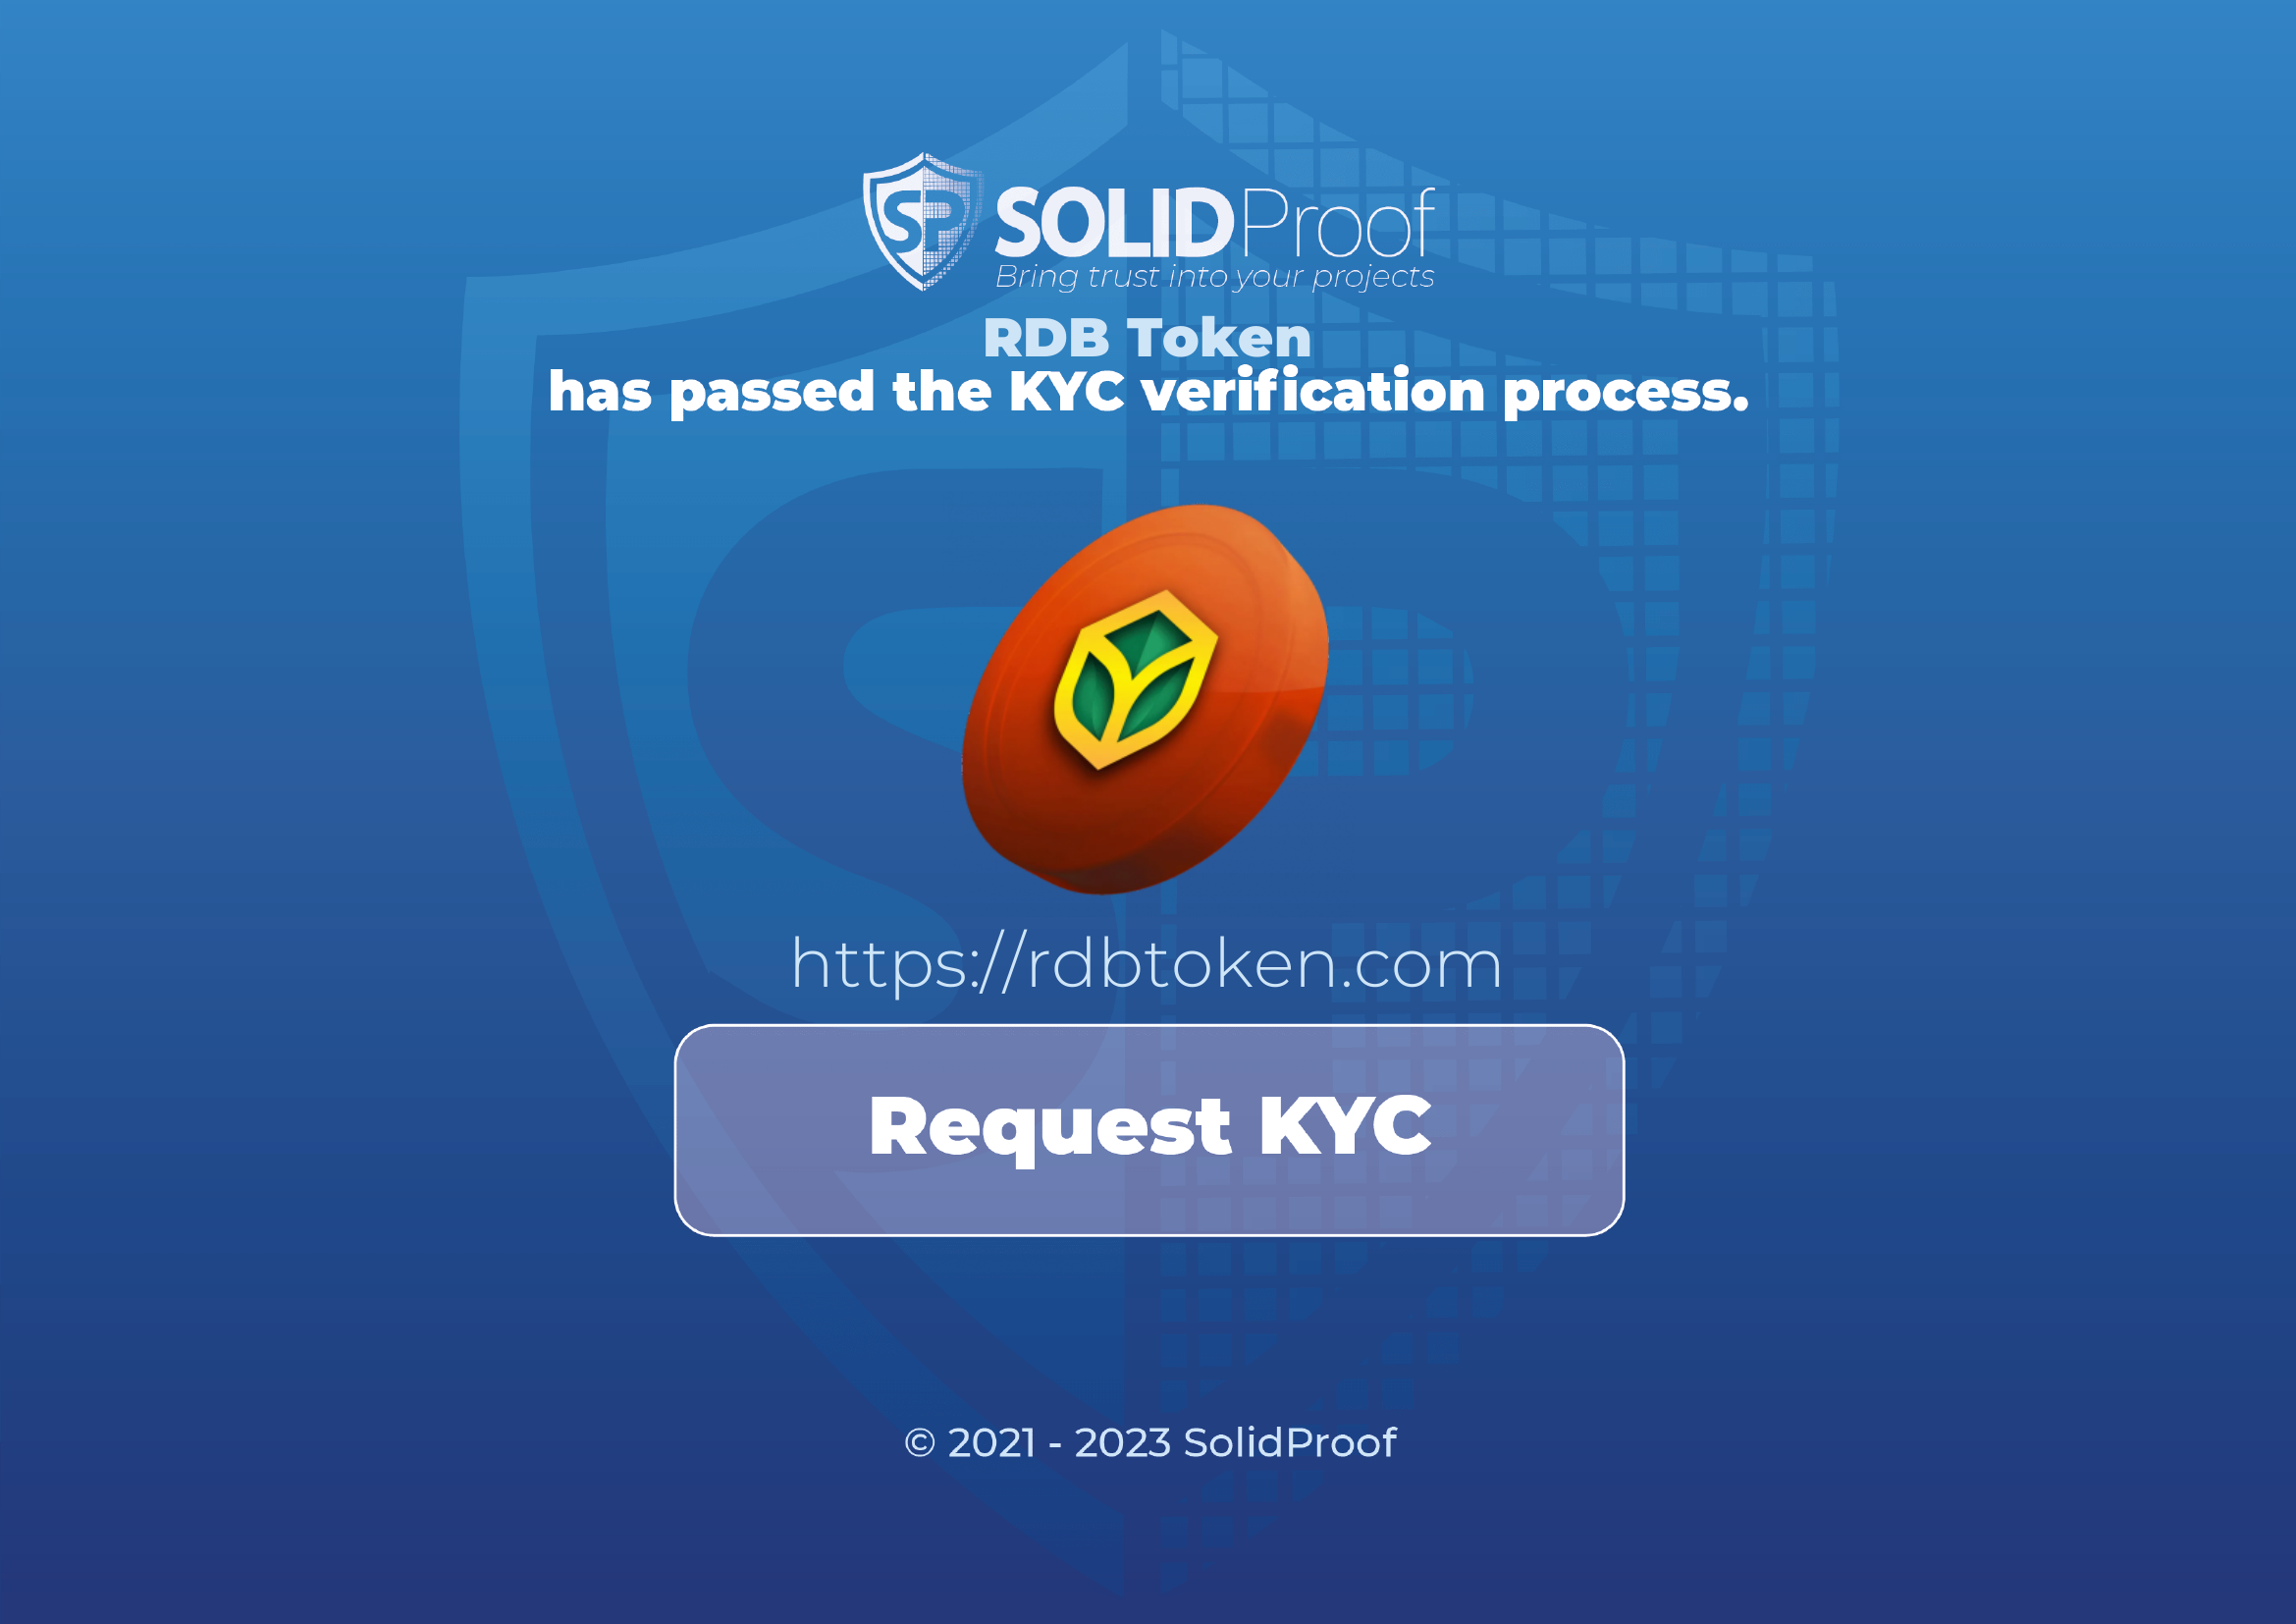 SP SOLIDProof
Bring trust into your projects
RDB Token
has passed the KYC verification process.
https://rdbtoken.com
Request KYC
© 2021 - 2023 SolidProof